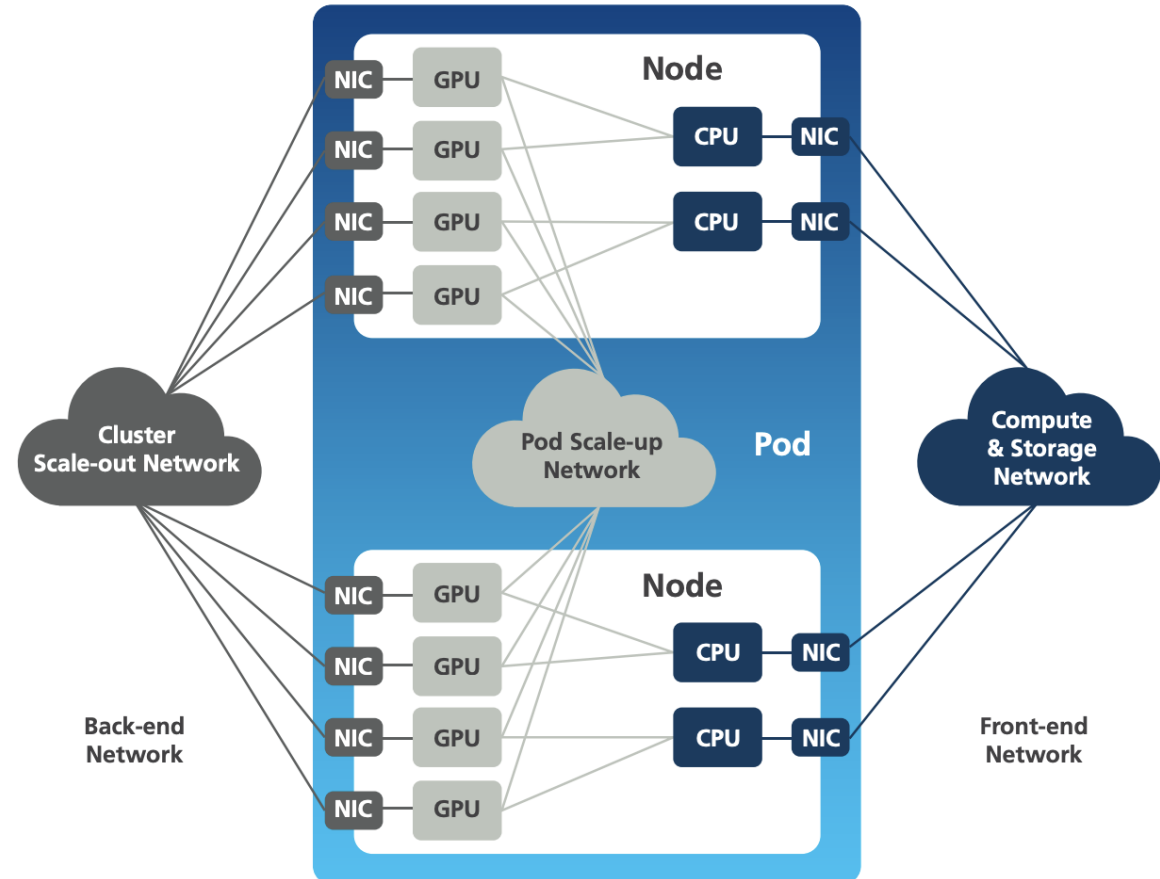 Node
NIC
GPU
NIC
GPU
NIC
GPU
NIC
GPU
CPU
NIC
CPU
NIC
Cluster
Scale-out Network
Pod Scale-up
Network
Pod
Compute
& Storage
Network
Node
NIC
GPU
NIC
GPU
NIC
GPU
NIC
GPU
CPU
NIC
CPU
NIC
Back-end
Network
Front-end
Network